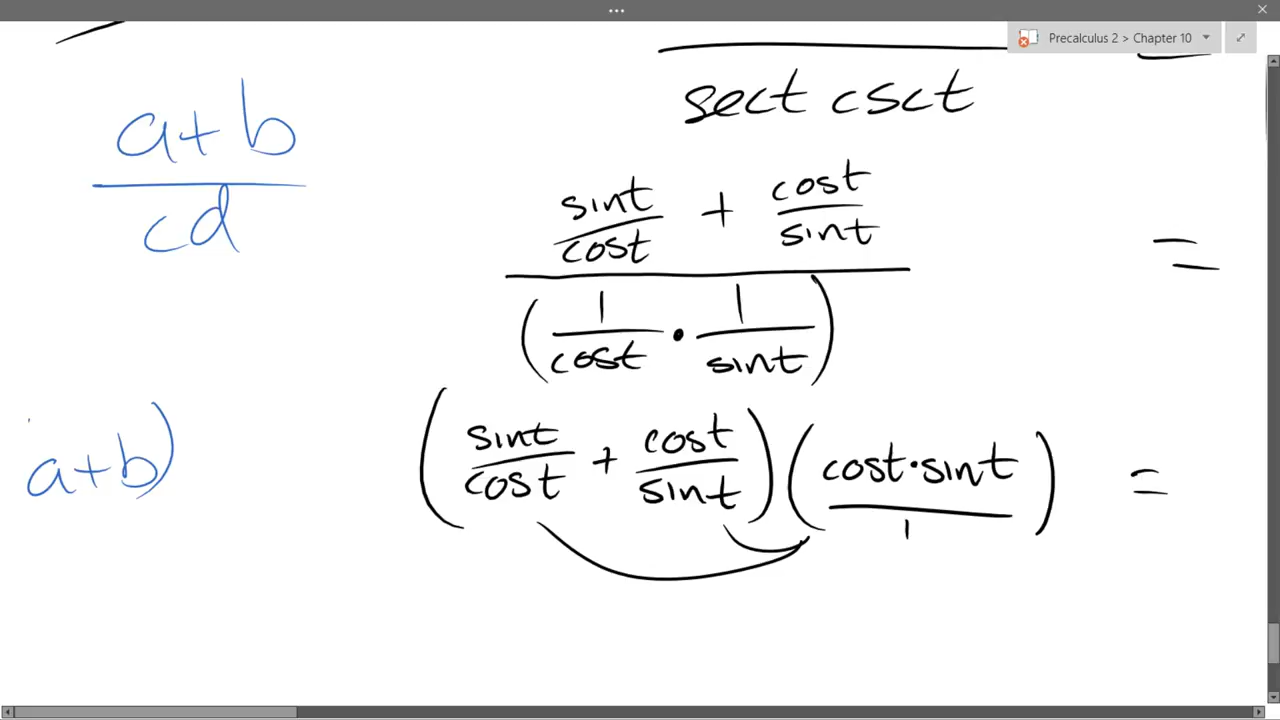 Precalculus 2 > Chapter 10
sect csct
a+b
cd
sint/cost + cost/sint
=
(1/cost • 1/sint)
a+b)
(sint/cost + cost/sint)(cost•sint/1) =